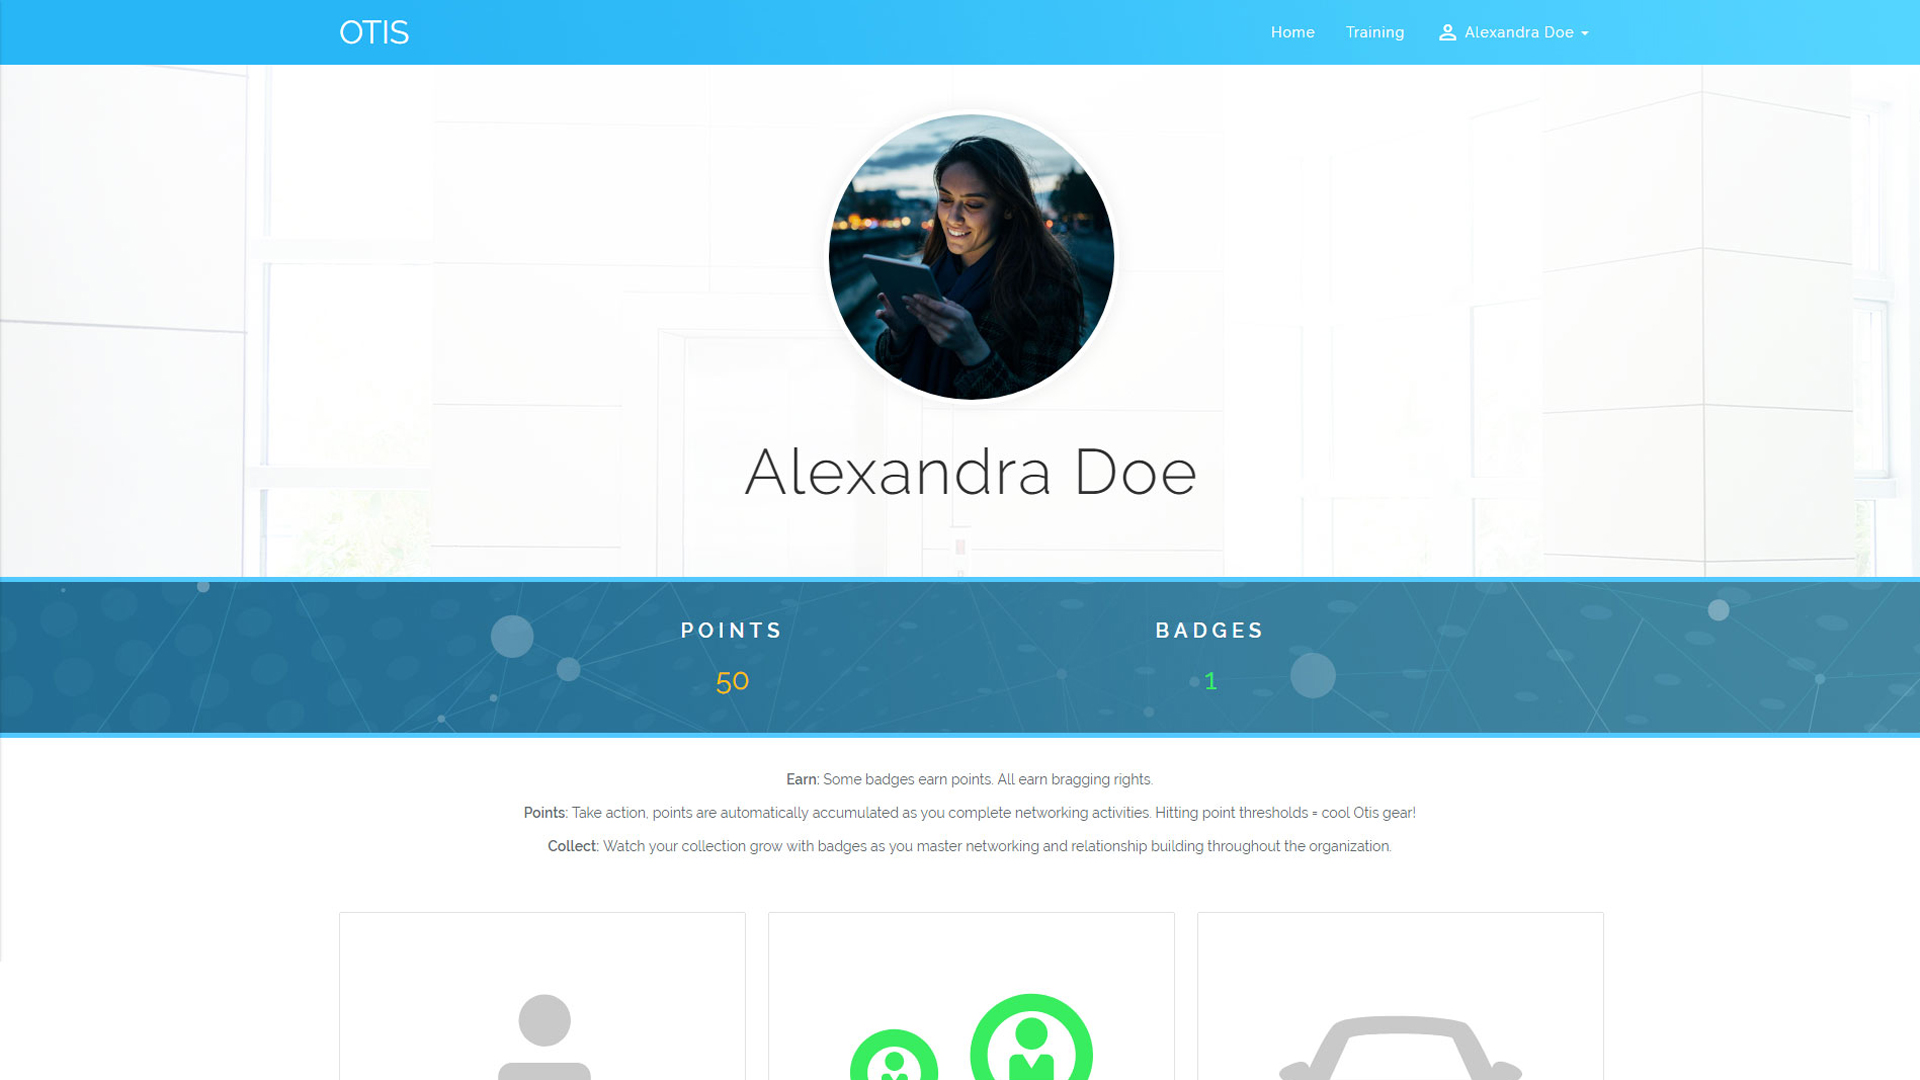 OTIS
Home
Training
Alexandra Doe
Alexandra Doe
POINTS
BADGES
50
1
Earn: Some badges earn points. All earn bragging rights.
Points: Take action, points are automatically accumulated as you complete networking activities. Hitting point thresholds = cool Otis gear!
Collect: Watch your collection grow with badges as you master networking and relationship building throughout the organization.